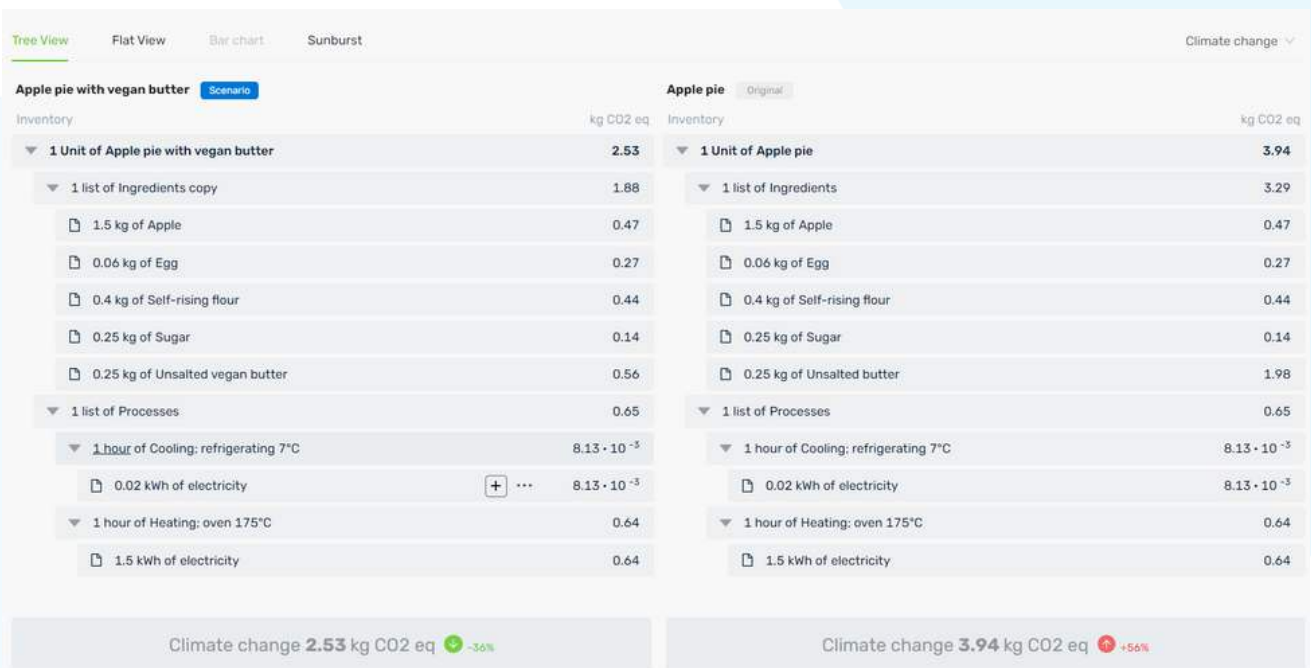 Tree View Flat View Bar chart Sunburst Climate change
Apple pie with vegan butter Scenario
Inventory kg CO2 eq
1 Unit of Apple pie with vegan butter 2.53
1 list of Ingredients copy 1.88
1.5 kg of Apple 0.47
0.06 kg of Egg 0.27
0.4 kg of Self-rising flour 0.44
0.25 kg of Sugar 0.14
0.25 kg of Unsalted vegan butter 0.56
1 list of Processes 0.65
1 hour of Cooling; refrigerating 7°C 8.13 · 10 -3
0.02 kWh of electricity + ··· 8.13 · 10 -3
1 hour of Heating; oven 175°C 0.64
1.5 kWh of electricity 0.64
Climate change 2.53 kg CO2 eq -36%
Apple pie Original
Inventory kg CO2 eq
1 Unit of Apple pie 3.94
1 list of Ingredients 3.29
1.5 kg of Apple 0.47
0.06 kg of Egg 0.27
0.4 kg of Self-rising flour 0.44
0.25 kg of Sugar 0.14
0.25 kg of Unsalted butter 1.98
1 list of Processes 0.65
1 hour of Cooling; refrigerating 7°C 8.13 · 10 -3
0.02 kWh of electricity 8.13 · 10 -3
1 hour of Heating; oven 175°C 0.64
1.5 kWh of electricity 0.64
Climate change 3.94 kg CO2 eq +56%